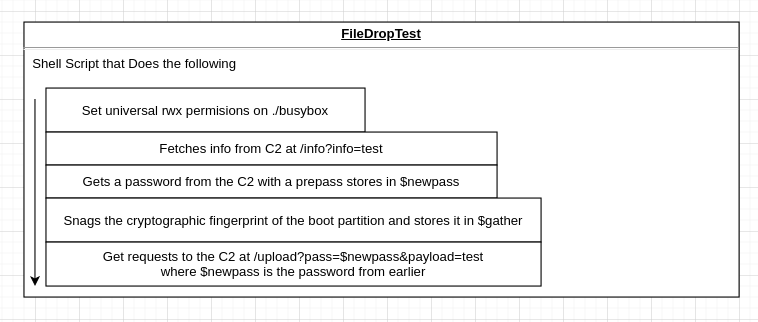 FileDropTest
Shell Script that Does the following
Set universal rwx permisions on ./busybox
Fetches info from C2 at /info?info=test
Gets a password from the C2 with a prepass stores in $newpass
Snags the cryptographic fingerprint of the boot partition and stores it in $gather
Get requests to the C2 at /upload?pass=$newpass&payload=test
where $newpass is the password from earlier